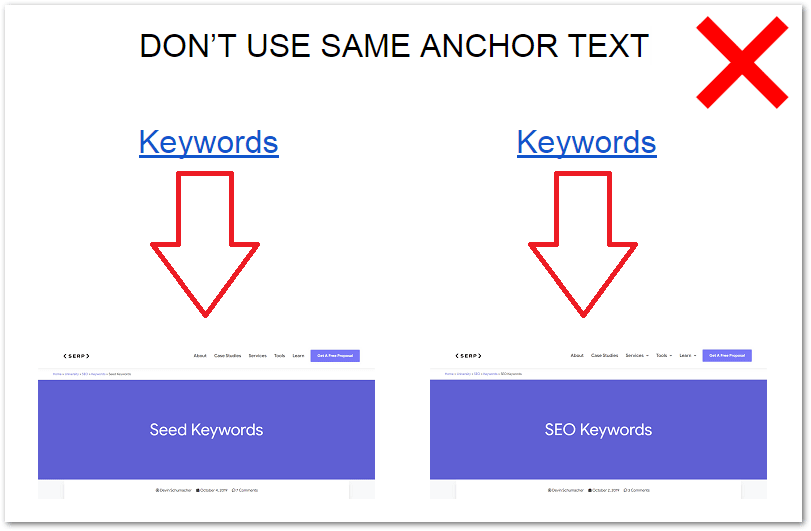 DON’T USE SAME ANCHOR TEXT
Keywords
Keywords
SERP
About Case Studies Services Tools Learn Get A Free Proposal
Home » University » SEO » Keywords » Seed Keywords
Seed Keywords
Devin Schumacher October 4, 2019 7 Comments
SERP
About Case Studies Services Tools Learn Get A Free Proposal
Home » University » SEO » Keywords » SEO Keywords
SEO Keywords
Devin Schumacher October 2, 2019 3 Comments